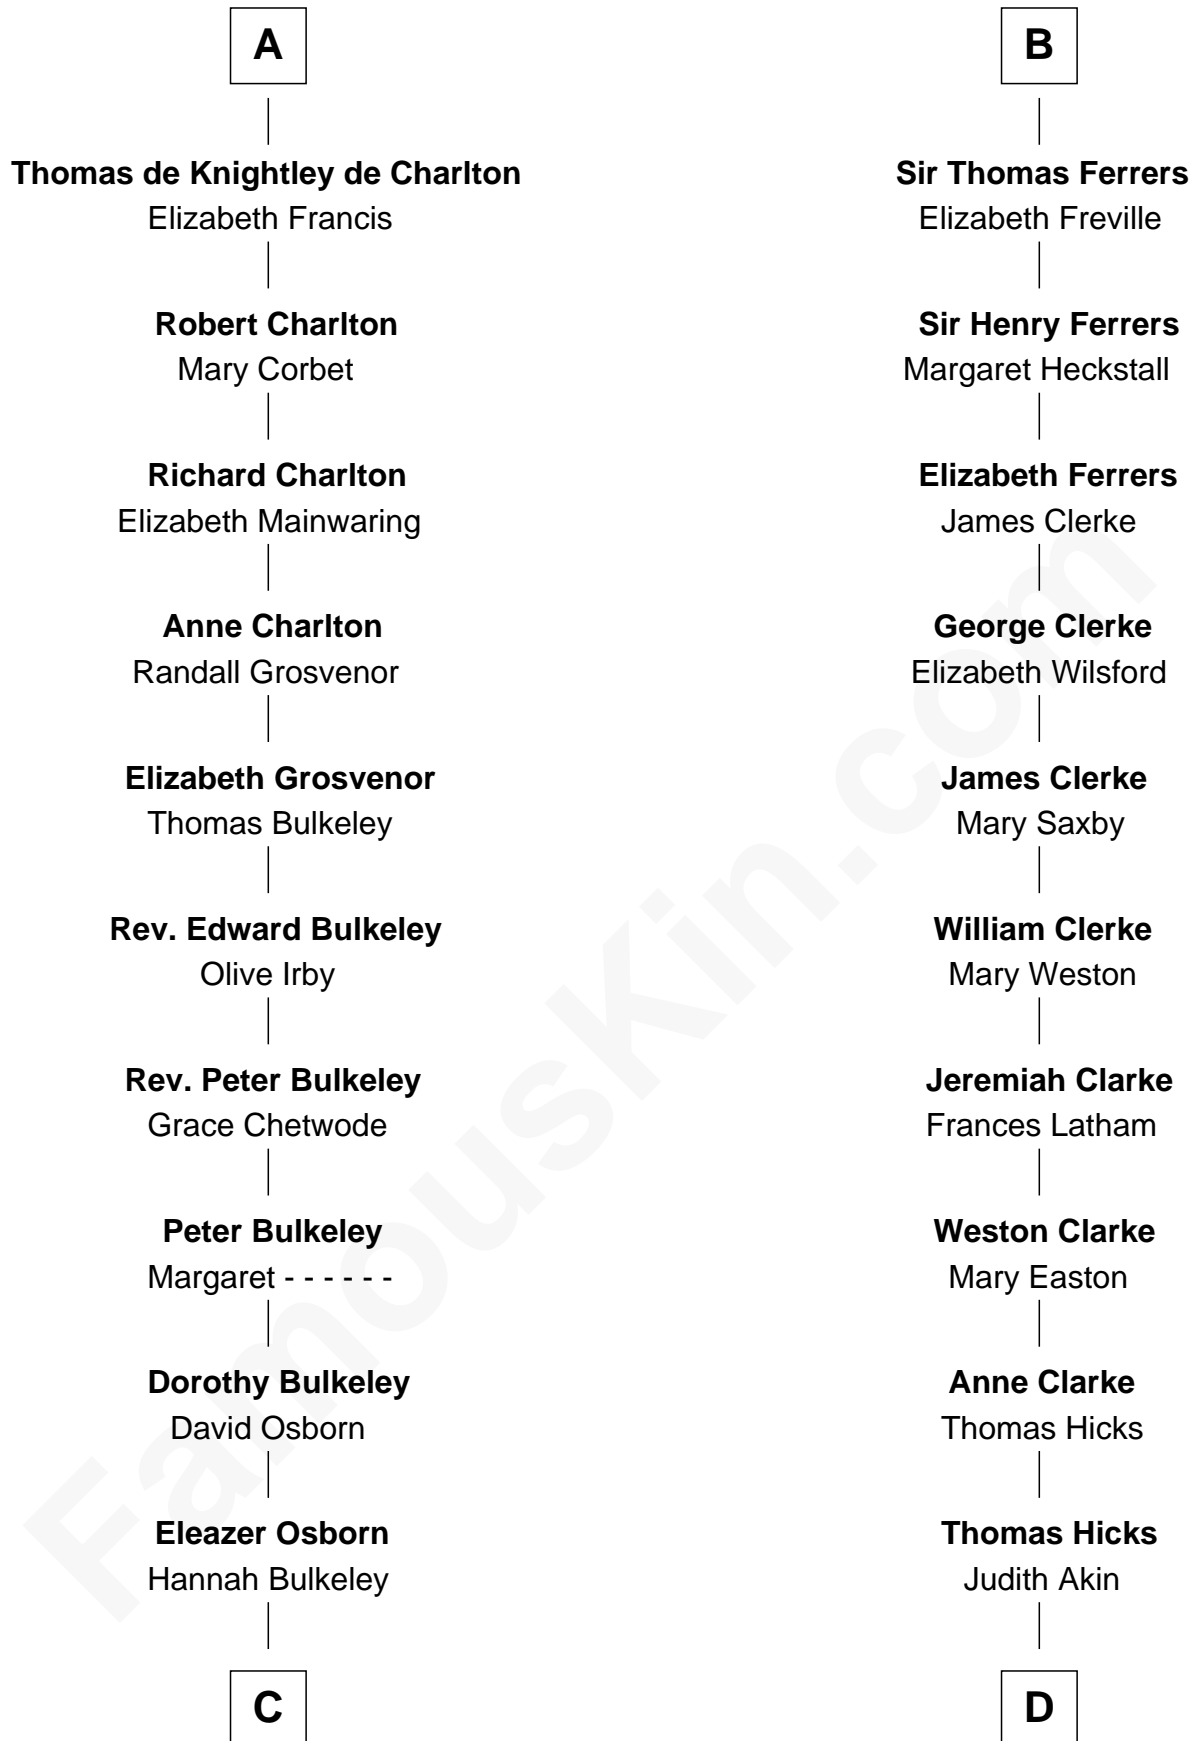 A
Thomas de Knightley de Charlton
Elizabeth Francis
Robert Charlton
Mary Corbet
Richard Charlton
Elizabeth Mainwaring
Anne Charlton
Randall Grosvenor
Elizabeth Grosvenor
Thomas Bulkeley
Rev. Edward Bulkeley
Olive Irby
Rev. Peter Bulkeley
Grace Chetwode
Peter Bulkeley
Margaret - - - - - -
Dorothy Bulkeley
David Osborn
Eleazer Osborn
Hannah Bulkeley
C
B
Sir Thomas Ferrers
Elizabeth Freville
Sir Henry Ferrers
Margaret Heckstall
Elizabeth Ferrers
James Clerke
George Clerke
Elizabeth Wilsford
James Clerke
Mary Saxby
William Clerke
Mary Weston
Jeremiah Clarke
Frances Latham
Weston Clarke
Mary Easton
Anne Clarke
Thomas Hicks
Thomas Hicks
Judith Akin
D
FamousKin.com